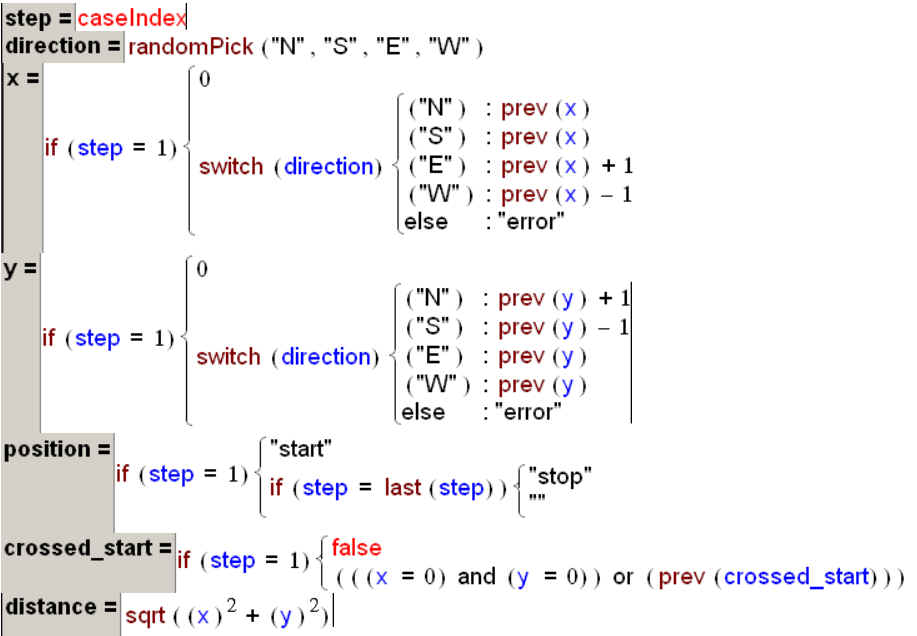 step = caseIndex
direction = randomPick ("N" , "S" , "E" , "W" )
x =
if (step = 1)
0
switch (direction)
("N" ) : prev (x )
("S" ) : prev (x )
("E" ) : prev (x ) + 1
("W" ) : prev (x ) − 1
else : "error"
y =
if (step = 1)
0
switch (direction)
("N" ) : prev (y ) + 1
("S" ) : prev (y ) − 1
("E" ) : prev (y )
("W" ) : prev (y )
else : "error"
position =
if (step = 1)
"start"
if (step = last (step) )
"stop"
""
crossed_start =
if (step = 1)
false
( ( (x = 0) and (y = 0) ) or (prev (crossed_start) ) )
distance = sqrt ( (x )² + (y )²)